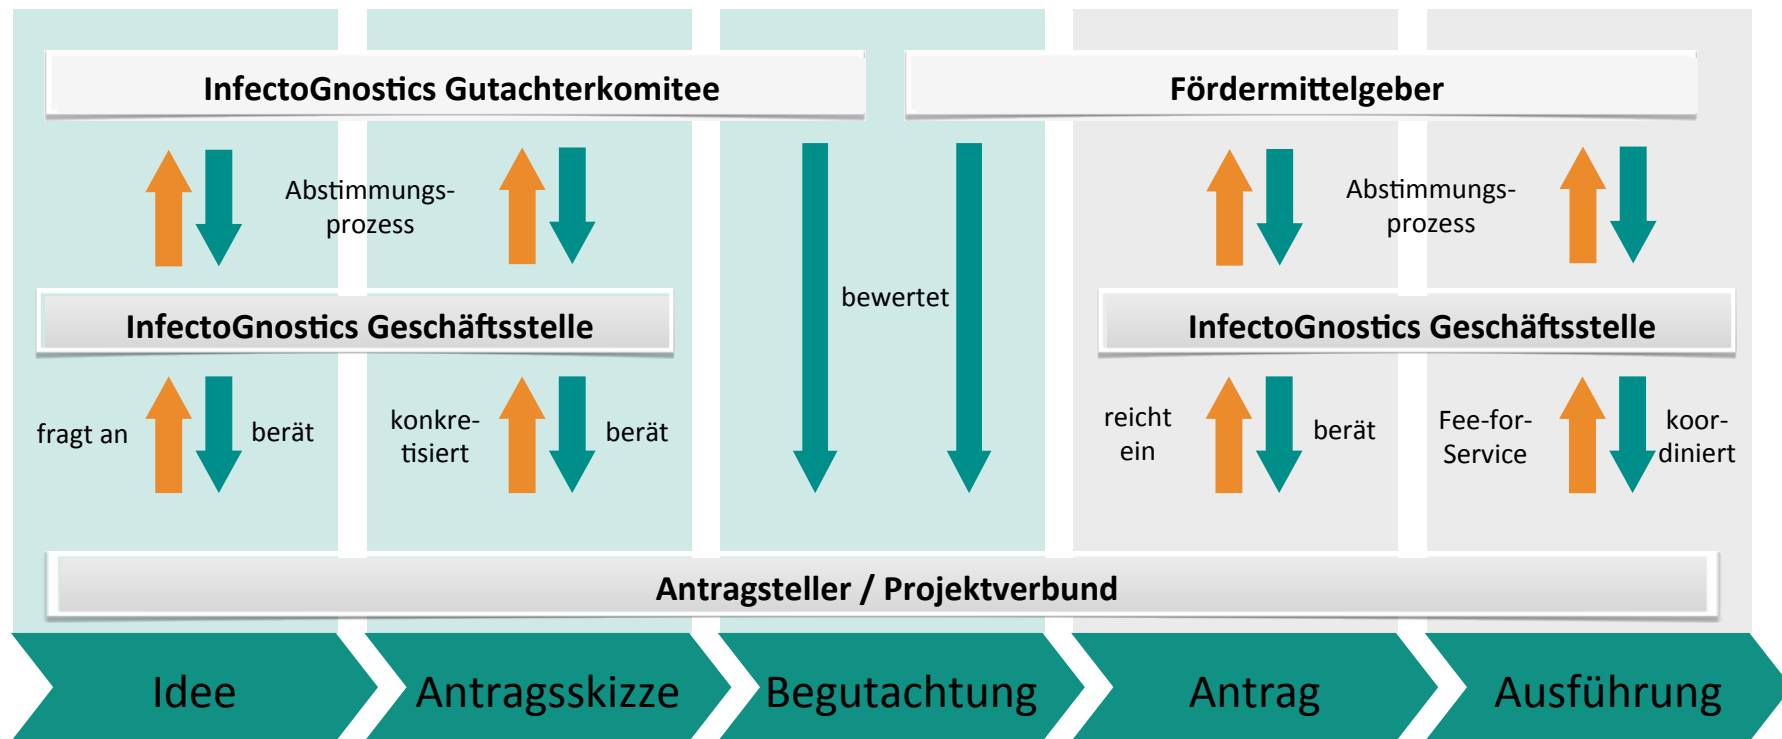 InfectoGnostics Gutachterkomitee
Fördermittelgeber
Abstimmungs-
prozess
Abstimmungs-
prozess
bewertet
InfectoGnostics Geschäftsstelle
InfectoGnostics Geschäftsstelle
fragt an
berät
konkre-
tisiert
berät
reicht
ein
berät
Fee-for-
Service
koor-
diniert
Antragsteller / Projektverbund
Idee
Antragsskizze
Begutachtung
Antrag
Ausführung